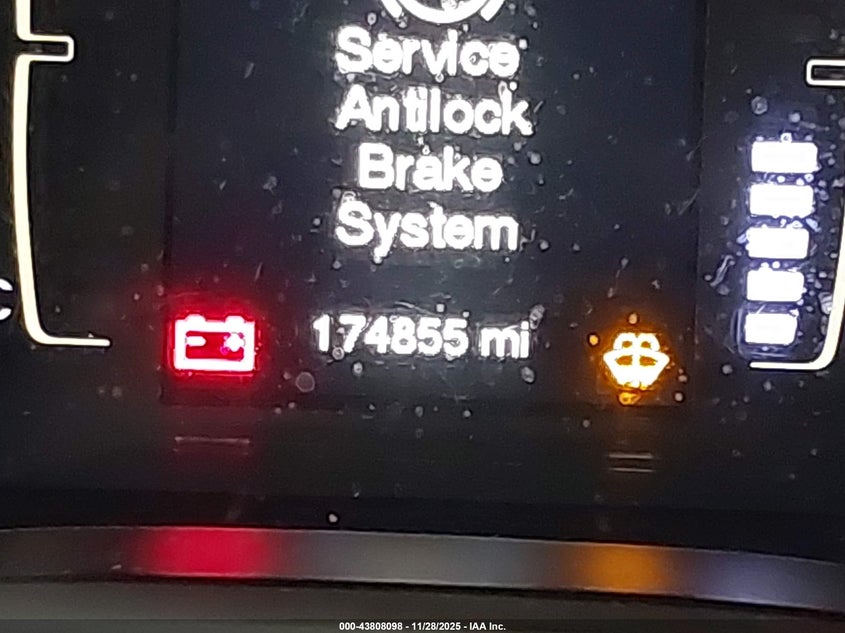 Service
Antilock
Brake
System
174855 mi
000-43808098 - 11/28/2025 - IAA Inc.